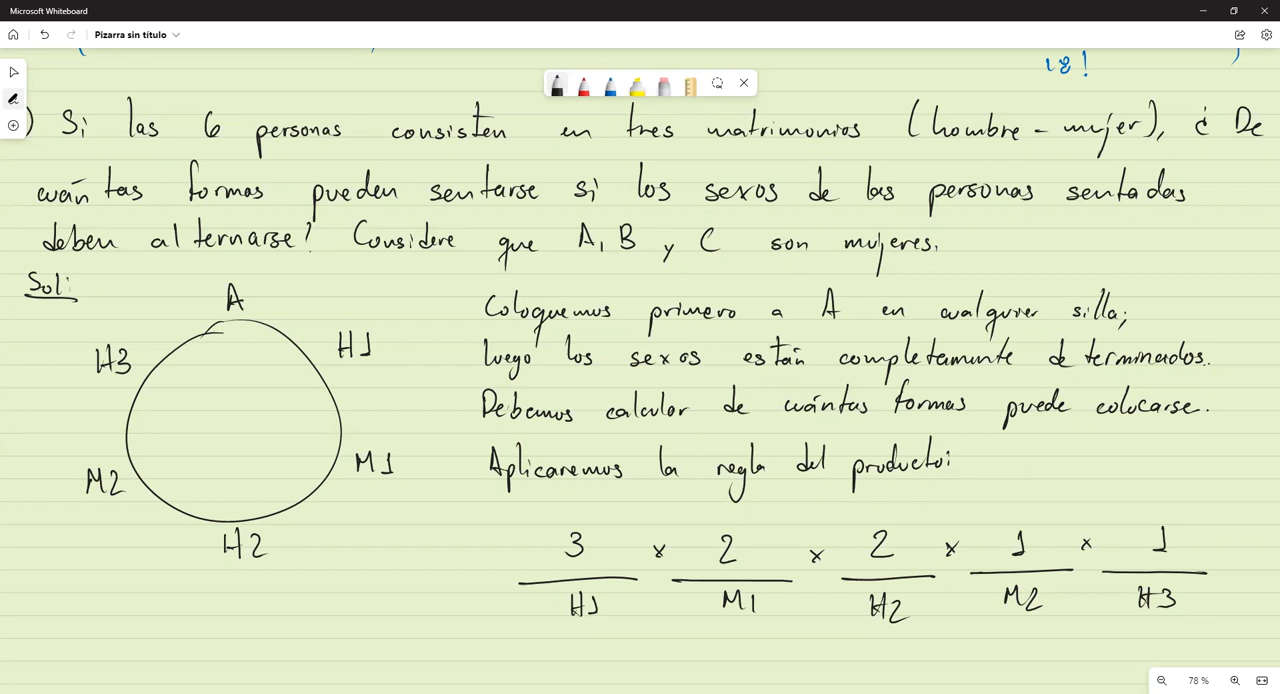 Microsoft Whiteboard
Pizarra sin título
) Si las 6 personas consisten en tres matrimonios (hombre - mujer), ¿ De
cuántas formas pueden sentarse si los sexos de las personas sentadas
deben alternarse? Considere que A, B y C son mujeres.
Sol:
A
H1
M1
H2
M2
H3
Coloquemos primero a A en cualquier silla;
luego los sexos están completamente determinados.
Debemos calcular de cuántas formas puede colocarse.
Aplicaremos la regla del producto:
3 x 2 x 2 x 1 x 1
H1 M1 H2 M2 H3
78 %